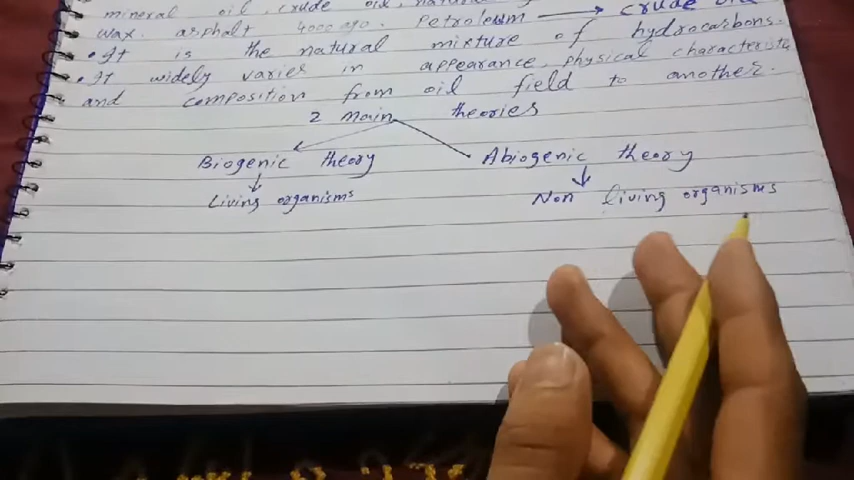 mineral oil, crude oil, natural
wax. asphalt 4000 ago. Petroleum → crude oil
• It is the natural mixture of hydrocarbons.
• It widely varies in appearance, physical characteristic
and composition from oil field to another.
2 main theories
Biogenic theory Abiogenic theory
Living organisms Non living organisms